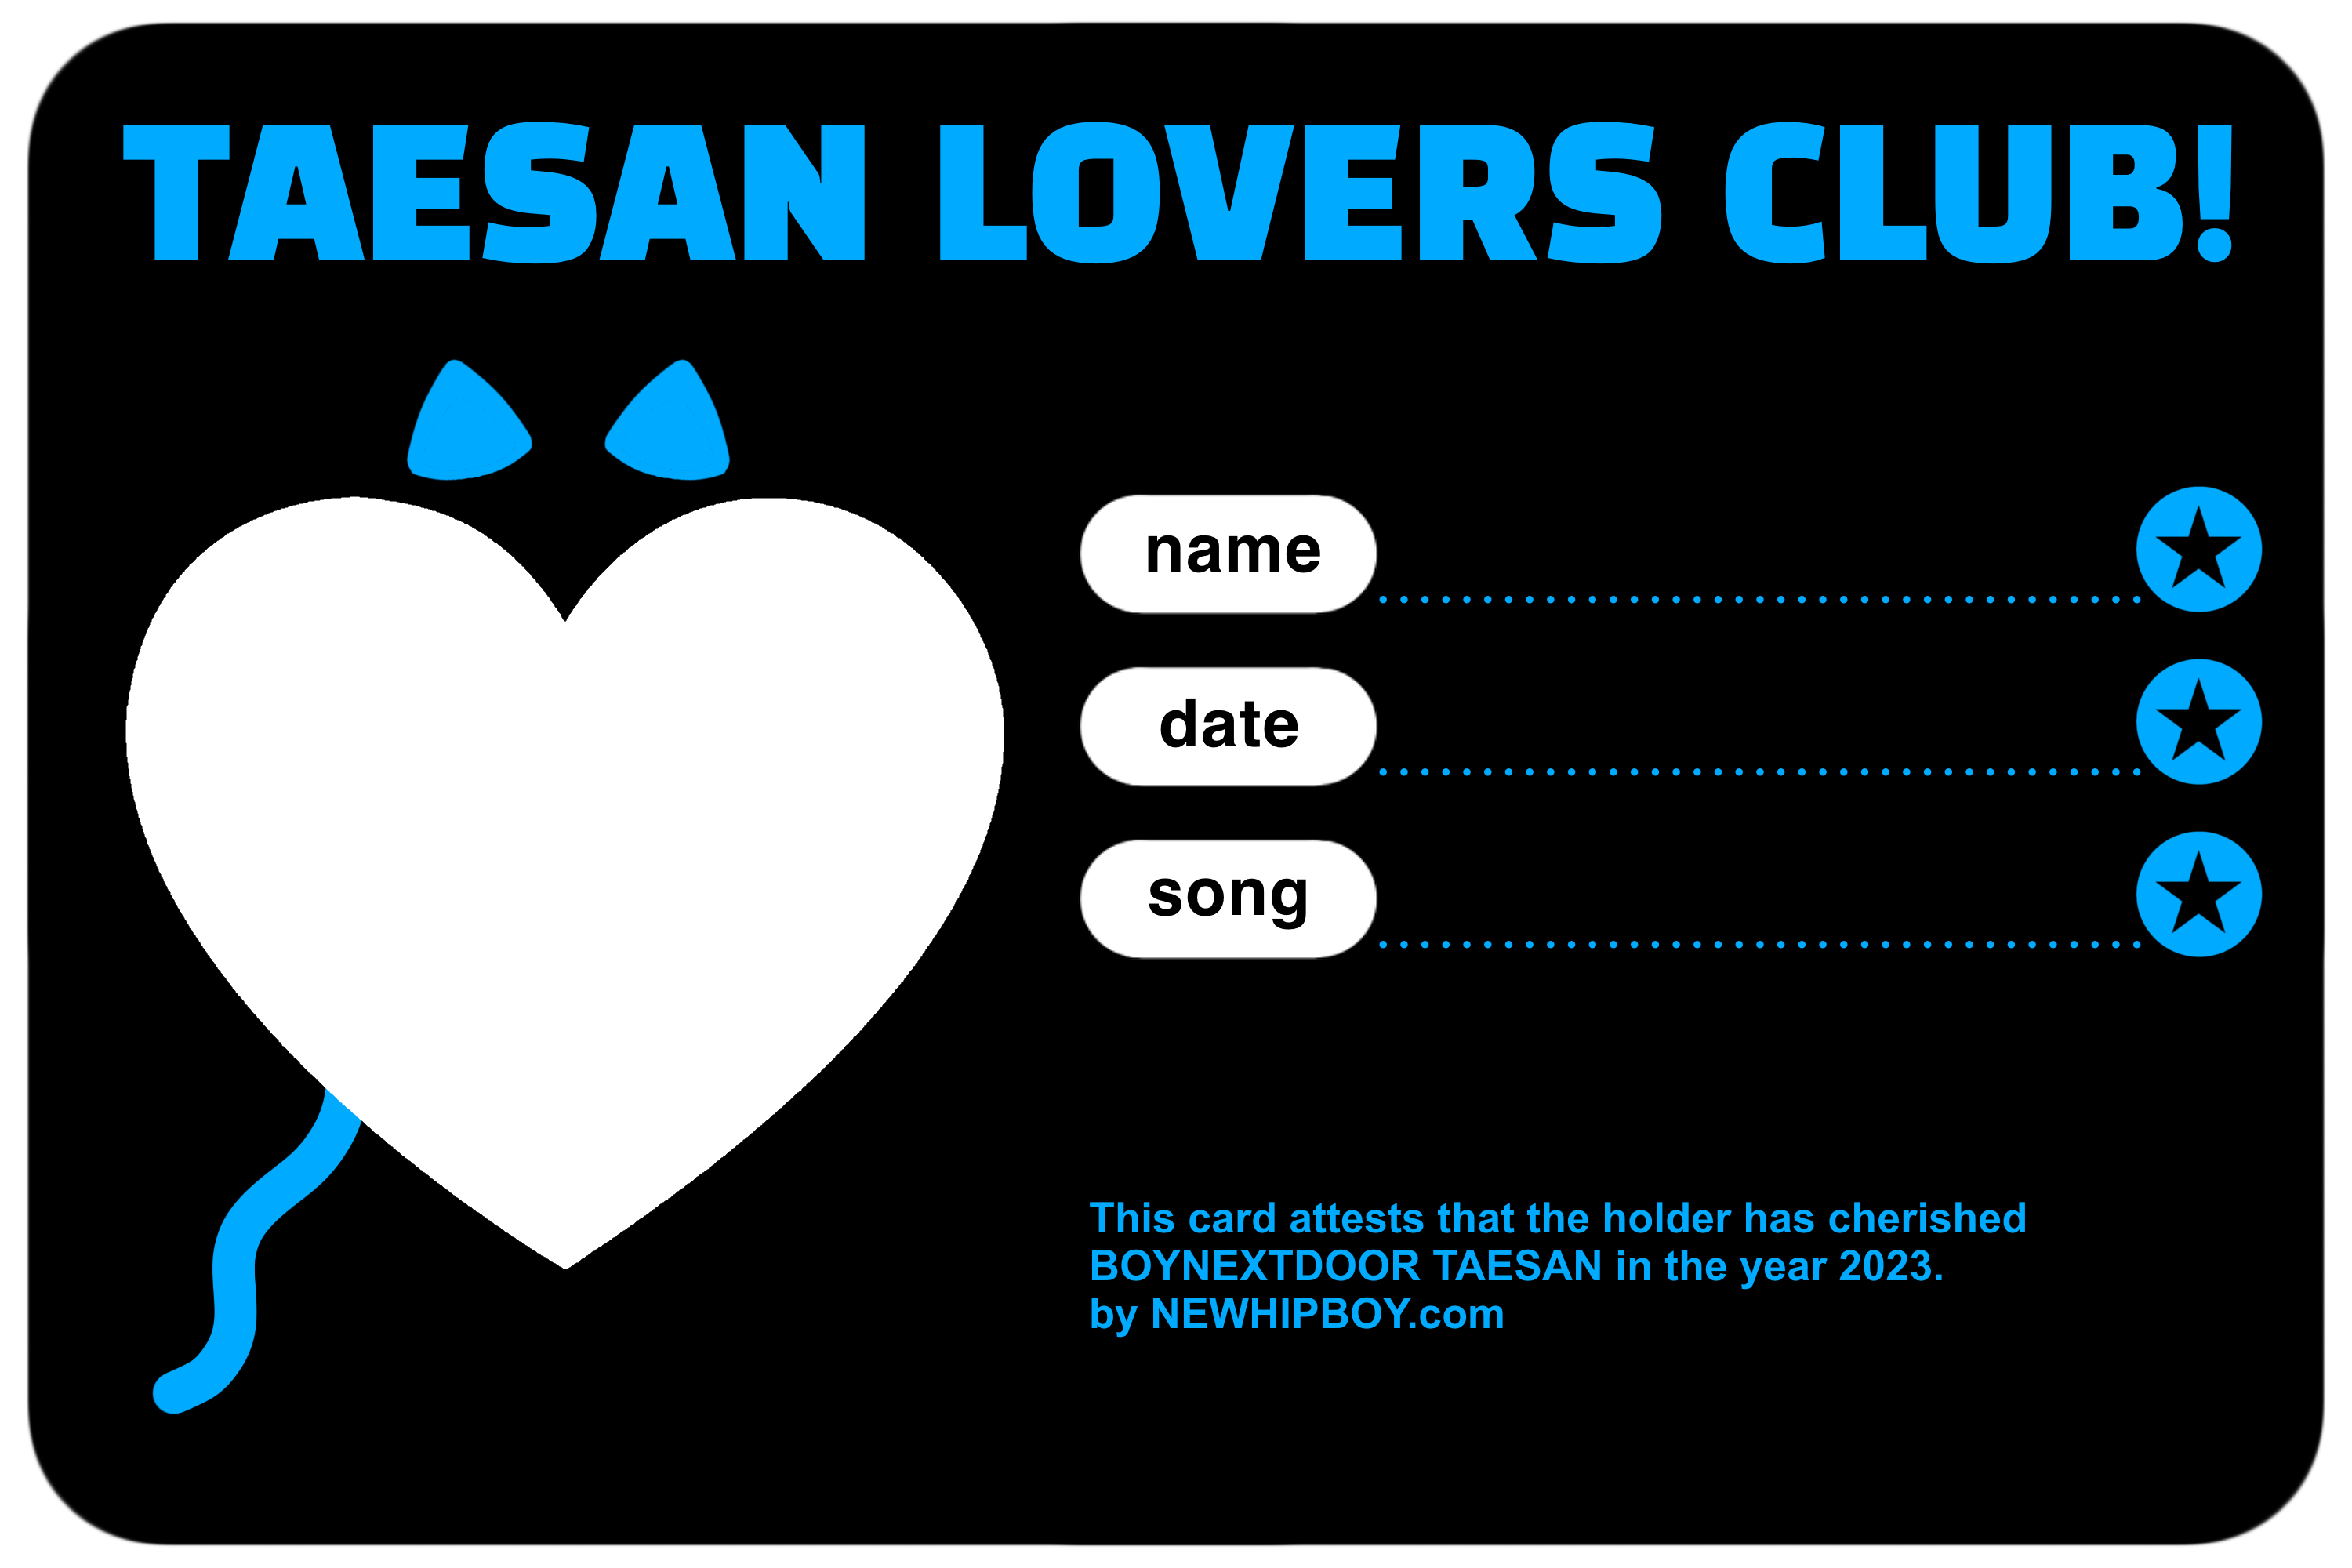 TAESAN LOVERS CLUB!
name
date
song
This card attests that the holder has cherished
BOYNEXTDOOR TAESAN in the year 2023.
by NEWHIPBOY.com